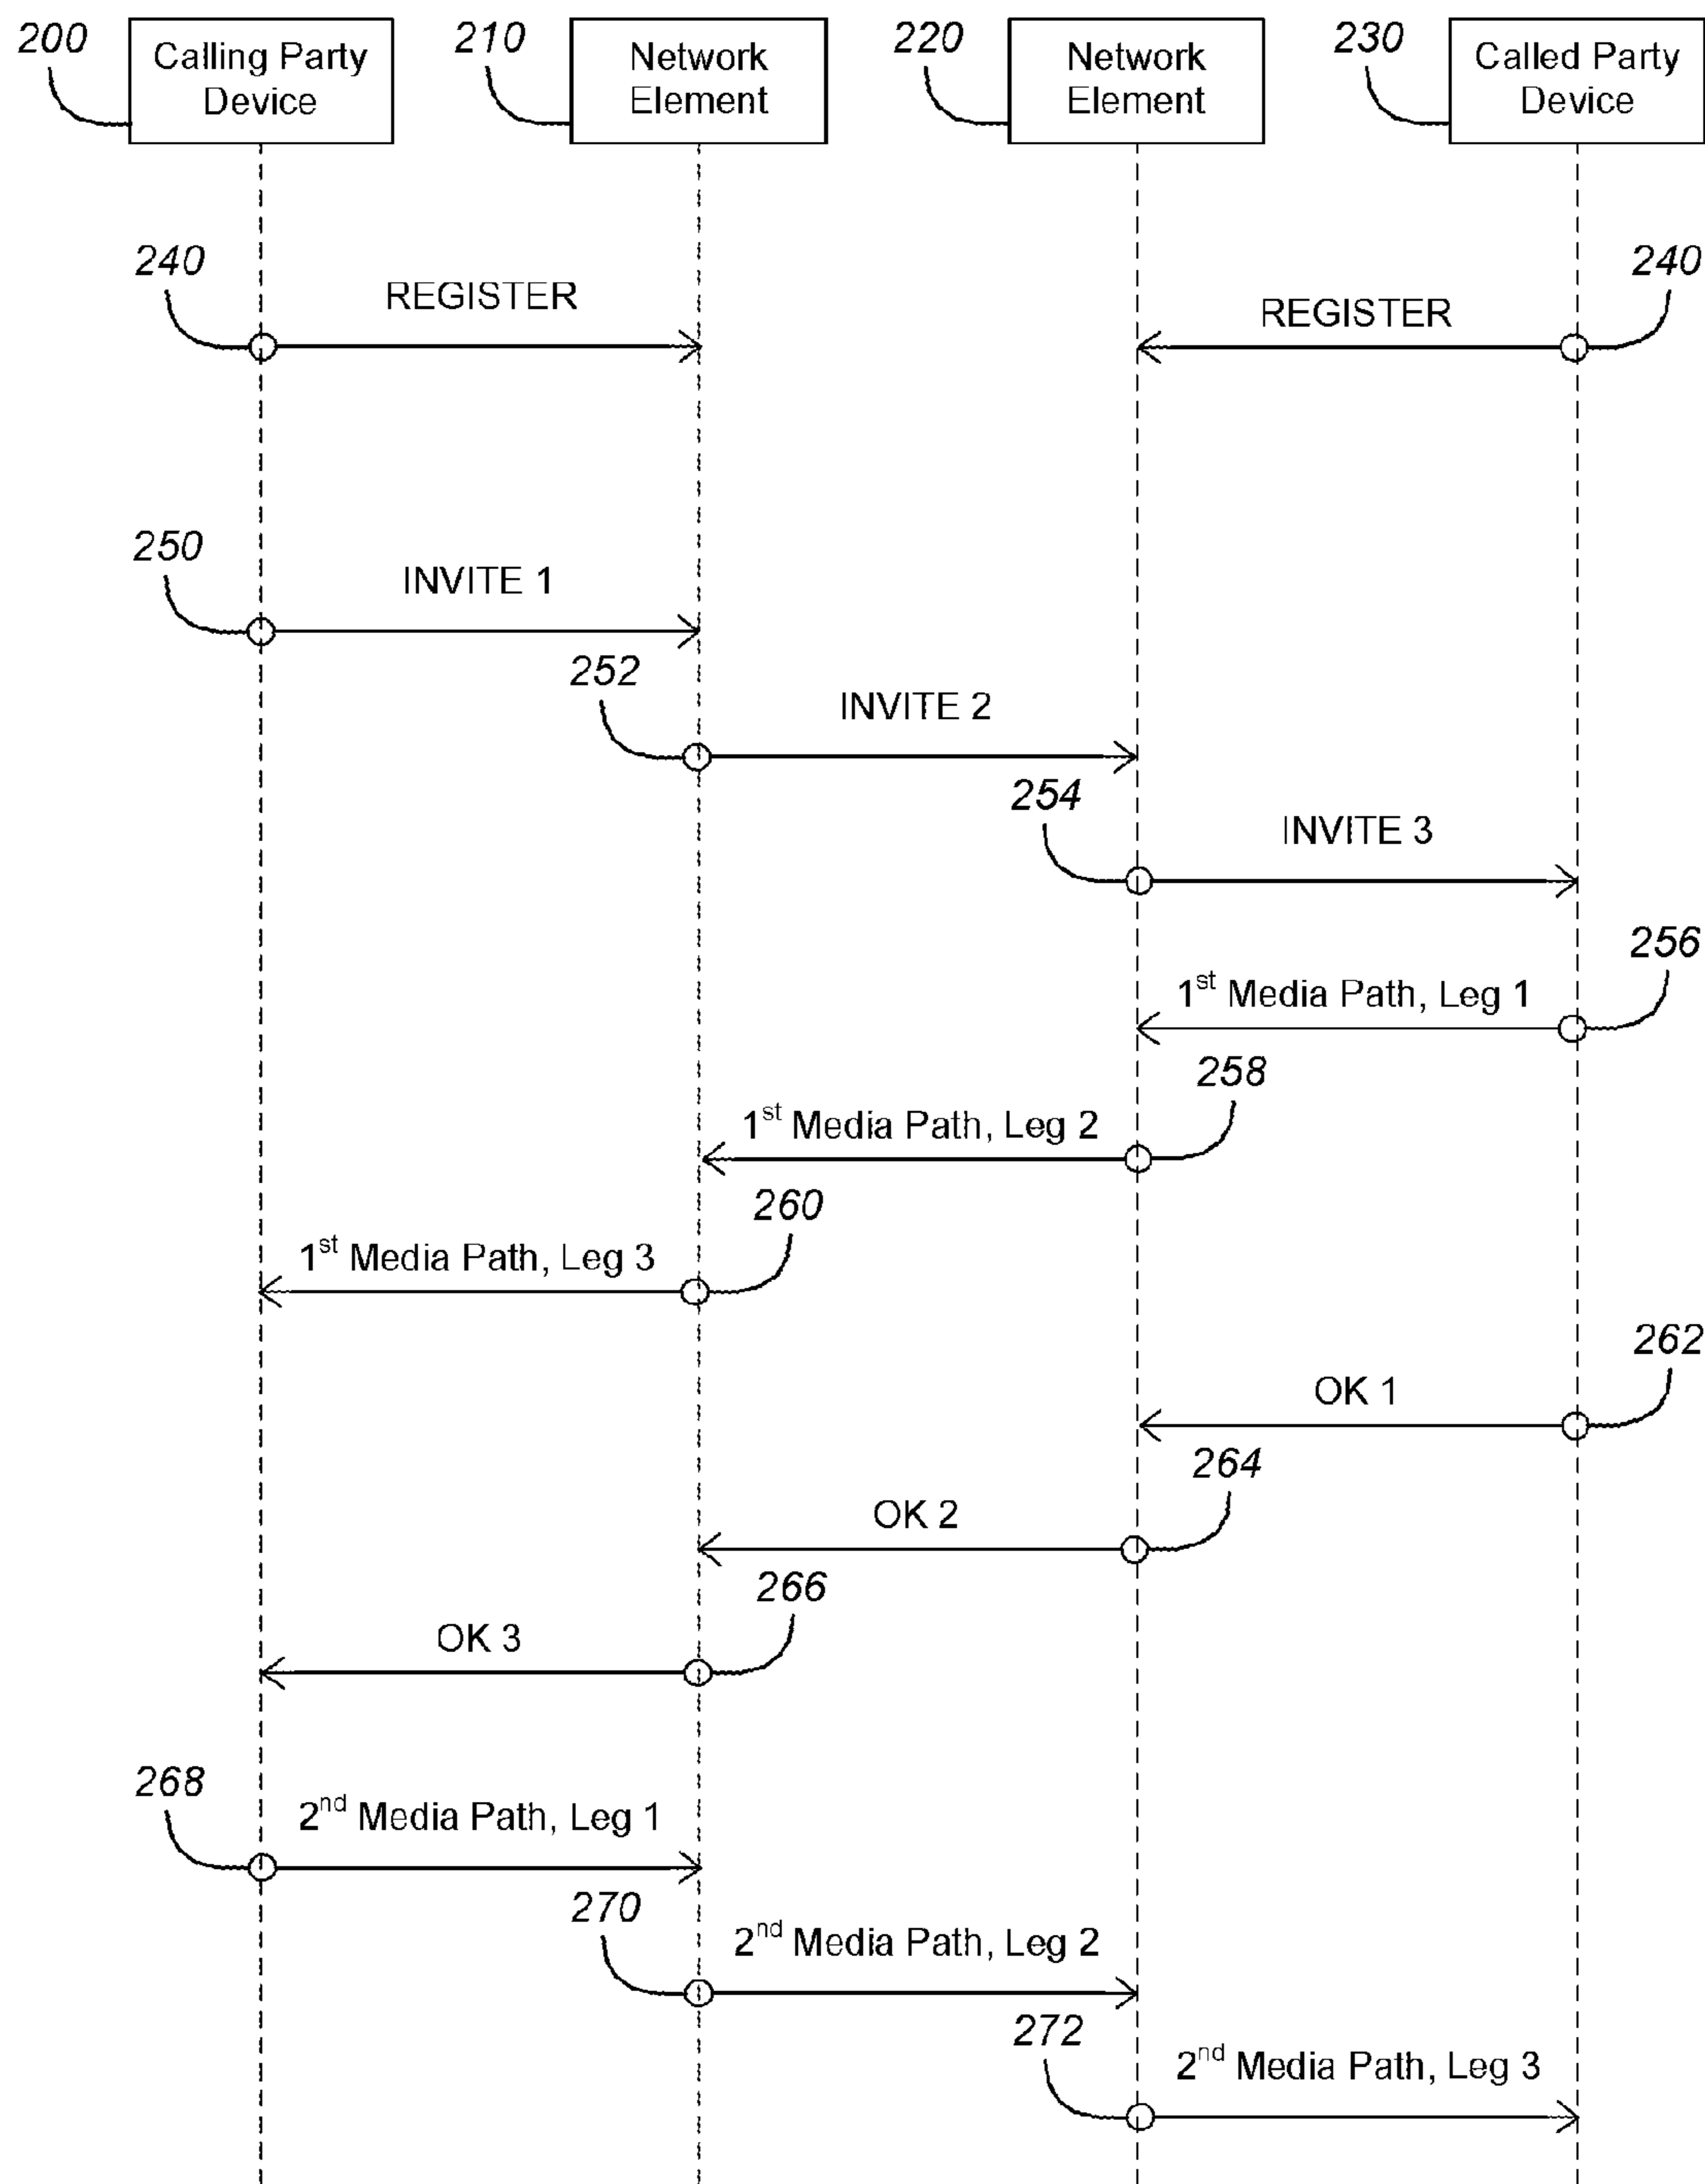 200
Calling Party
Device
210
Network
Element
220
Network
Element
230
Called Party
Device
240
REGISTER
REGISTER
240
250
INVITE 1
252
INVITE 2
254
INVITE 3
256
1st Media Path, Leg 1
258
1st Media Path, Leg 2
260
1st Media Path, Leg 3
262
OK 1
264
OK 2
266
OK 3
268
2nd Media Path, Leg 1
270
2nd Media Path, Leg 2
272
2nd Media Path, Leg 3